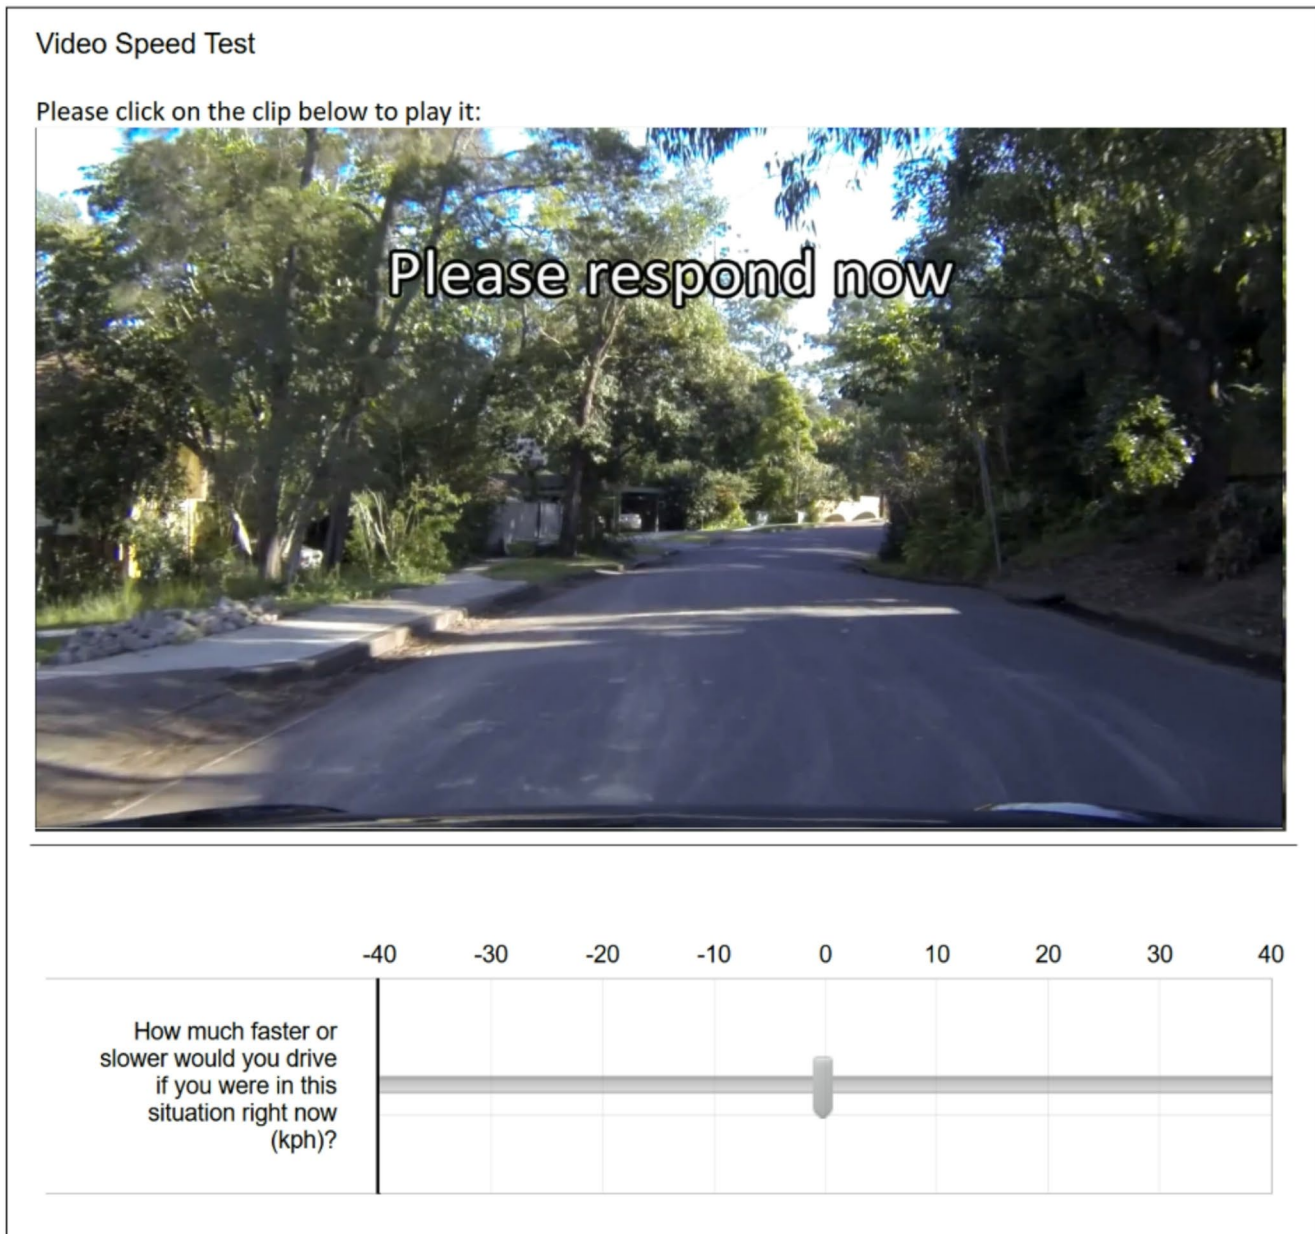 Video Speed Test
Please click on the clip below to play it:
Please respond now
-40 -30 -20 -10 0 10 20 30 40
How much faster or
slower would you drive
if you were in this
situation right now
(kph)?